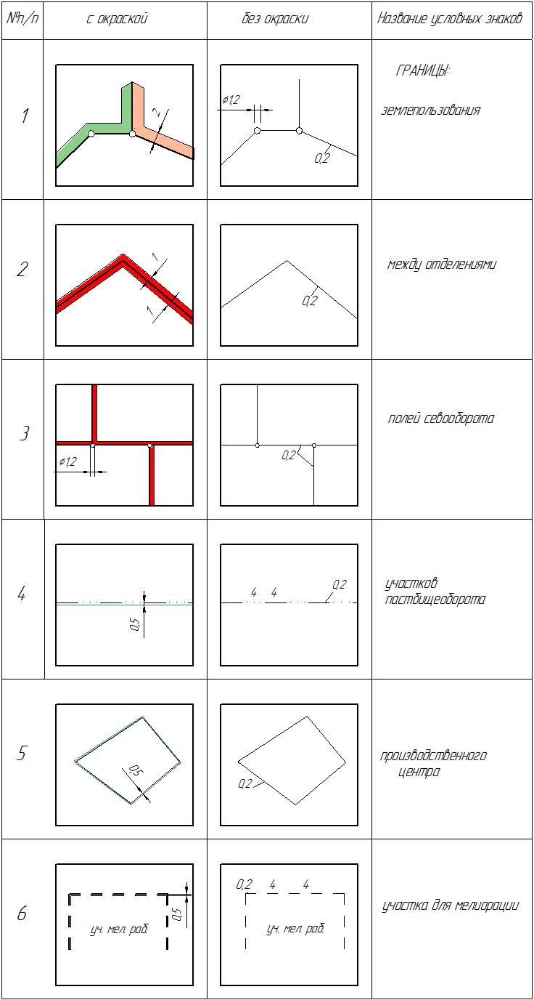 №п/п с окраской без окраски Название условных знаков
1
2
ø1,2
0,2
ГРАНИЦЫ:
землепользования
2
1
1
0,2
между отделениями
3
ø1,2
0,2
полей севооборота
4
0,5
4 4 0,2
участков
пастбищеоборота
5
0,5
0,2
производственного
центра
6
0,5
уч. мел. раб.
0,2 4 4
уч. мел. раб.
участка для мелиорации